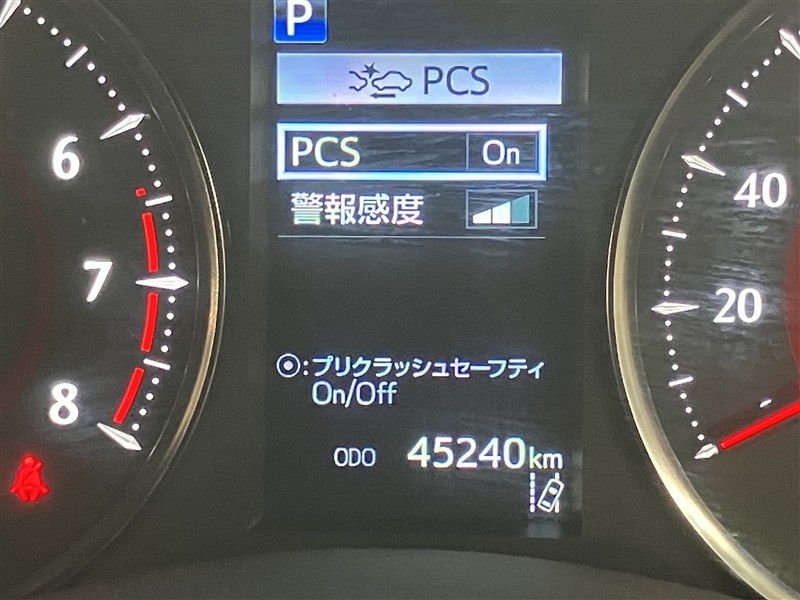 P
PCS
PCS On
警報感度
6
7
8
40
20
⦿:プリクラッシュセーフティ
On/Off
ODO 45240km